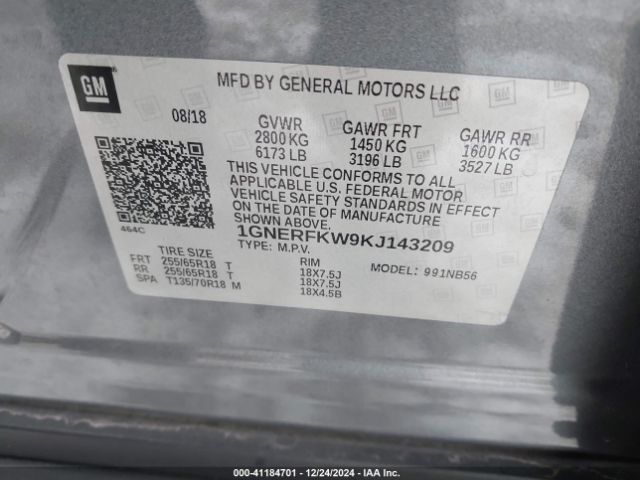 GM
MFD BY GENERAL MOTORS LLC
08/18
GVWR GAWR FRT GAWR RR
2800 KG 1450 KG 1600 KG
6173 LB 3196 LB 3527 LB
THIS VEHICLE CONFORMS TO ALL
APPLICABLE U.S. FEDERAL MOTOR
VEHICLE SAFETY STANDARDS IN EFFECT
ON THE DATE OF MANUFACTURE
SHOWN ABOVE.
1GNERFKW9KJ143209
464C
TYPE: M.P.V. MODEL: 991NB56
TIRE SIZE RIM
FRT 255/65R18 T 18X7.5J
RR 255/65R18 T 18X7.5J
SPA T135/70R18 M 18X4.5B
000-41184701 - 12/24/2024 - IAA Inc.